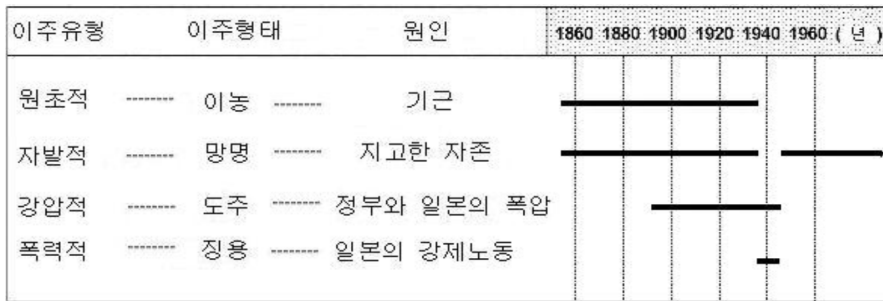 이주유형 이주형태 원인 1860 1880 1900 1920 1940 1960 ( 년 )
원초적 -------- 이농 -------- 기근
자발적 -------- 망명 -------- 지고한 자존
강압적 -------- 도주 -------- 정부와 일본의 폭압
폭력적 -------- 징용 -------- 일본의 강제노동